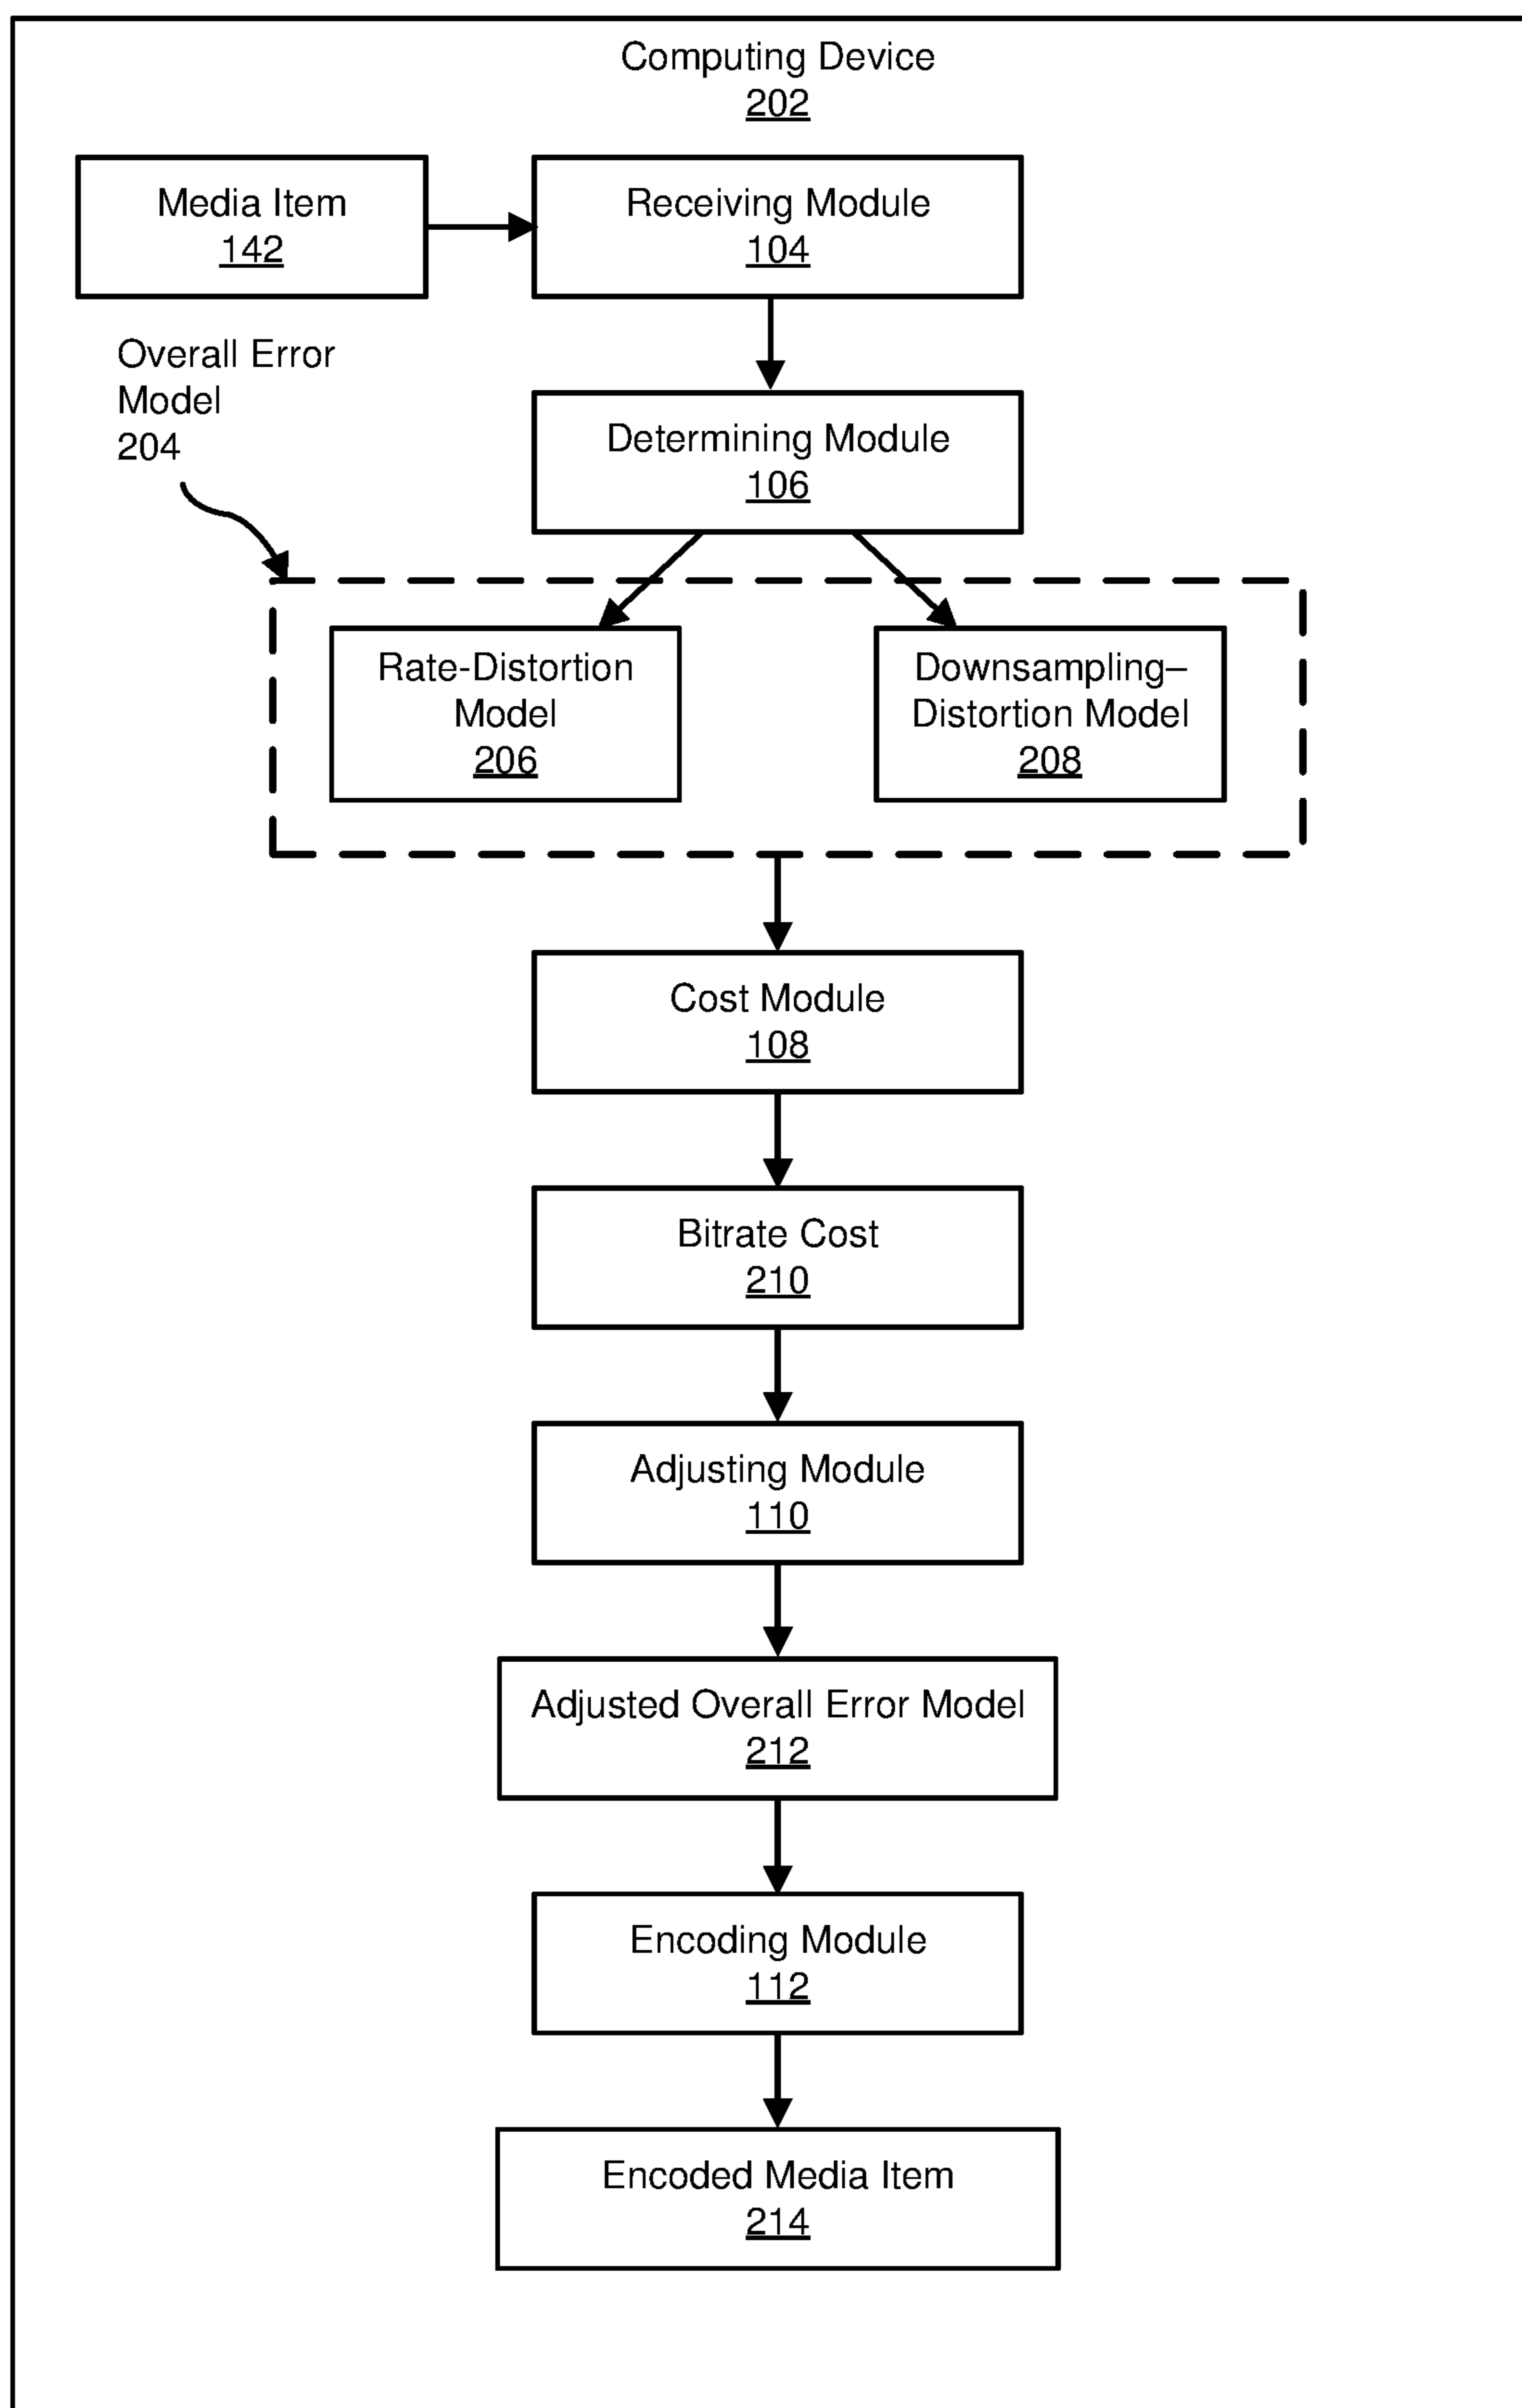 Computing Device
202
Media Item
142
Receiving Module
104
Overall Error
Model
204
Determining Module
106
Rate-Distortion
Model
206
Downsampling–
Distortion Model
208
Cost Module
108
Bitrate Cost
210
Adjusting Module
110
Adjusted Overall Error Model
212
Encoding Module
112
Encoded Media Item
214